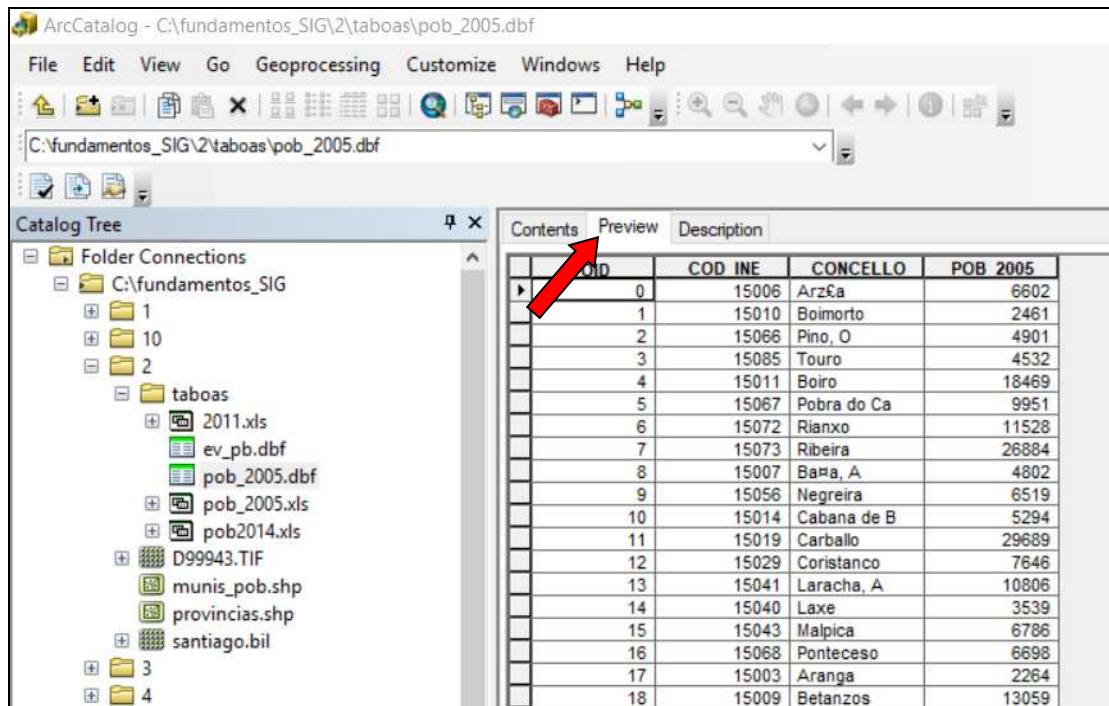 ArcCatalog - C:\fundamentos_SIG\2\taboas\pob_2005.dbf
File Edit View Go Geoprocessing Customize Windows Help
C:\fundamentos_SIG\2\taboas\pob_2005.dbf
Catalog Tree
Folder Connections
C:\fundamentos_SIG
1
10
2
taboas
2011.xls
ev_pb.dbf
pob_2005.dbf
pob_2005.xls
pob2014.xls
D99943.TIF
munis_pob.shp
provincias.shp
santiago.bil
3
4
Contents Preview Description
OID COD_INE CONCELLO POB_2005
0 15006 Arz£a 6602
1 15010 Boimorto 2461
2 15066 Pino, O 4901
3 15085 Touro 4532
4 15011 Boiro 18469
5 15067 Pobra do Ca 9951
6 15072 Rianxo 11528
7 15073 Ribeira 26884
8 15007 Ba¤a, A 4802
9 15056 Negreira 6519
10 15014 Cabana de B 5294
11 15019 Carballo 29689
12 15029 Coristanco 7646
13 15041 Laracha, A 10806
14 15040 Laxe 3539
15 15043 Malpica 6786
16 15068 Ponteceso 6698
17 15003 Aranga 2264
18 15009 Betanzos 13059